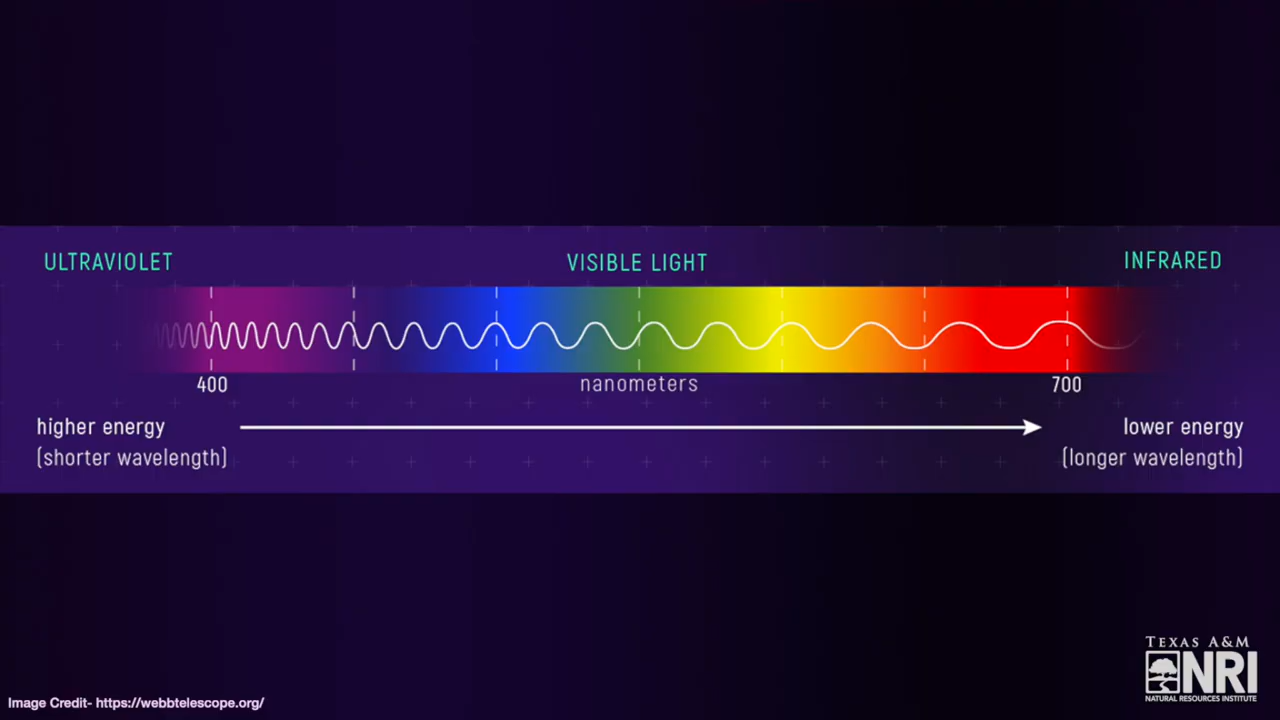 ULTRAVIOLET VISIBLE LIGHT INFRARED
400 nanometers 700
higher energy lower energy
(shorter wavelength) (longer wavelength)
TEXAS A&M
NRI
NATURAL RESOURCES INSTITUTE
Image Credit- https://webbtelescope.org/